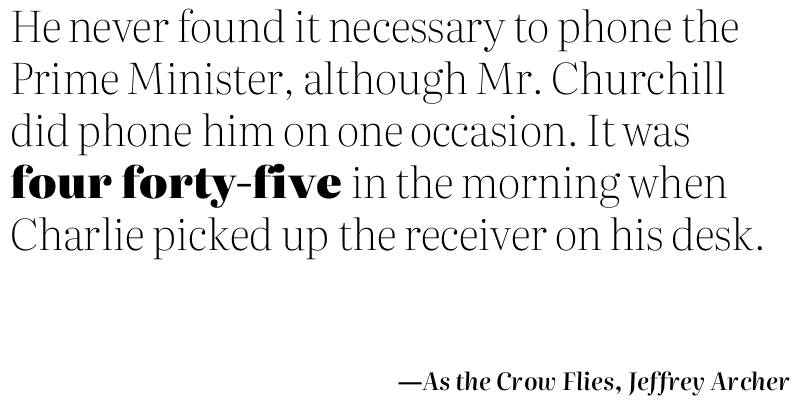 He never found it necessary to phone the
Prime Minister, although Mr. Churchill
did phone him on one occasion. It was
four forty-five in the morning when
Charlie picked up the receiver on his desk.
—As the Crow Flies, Jeffrey Archer